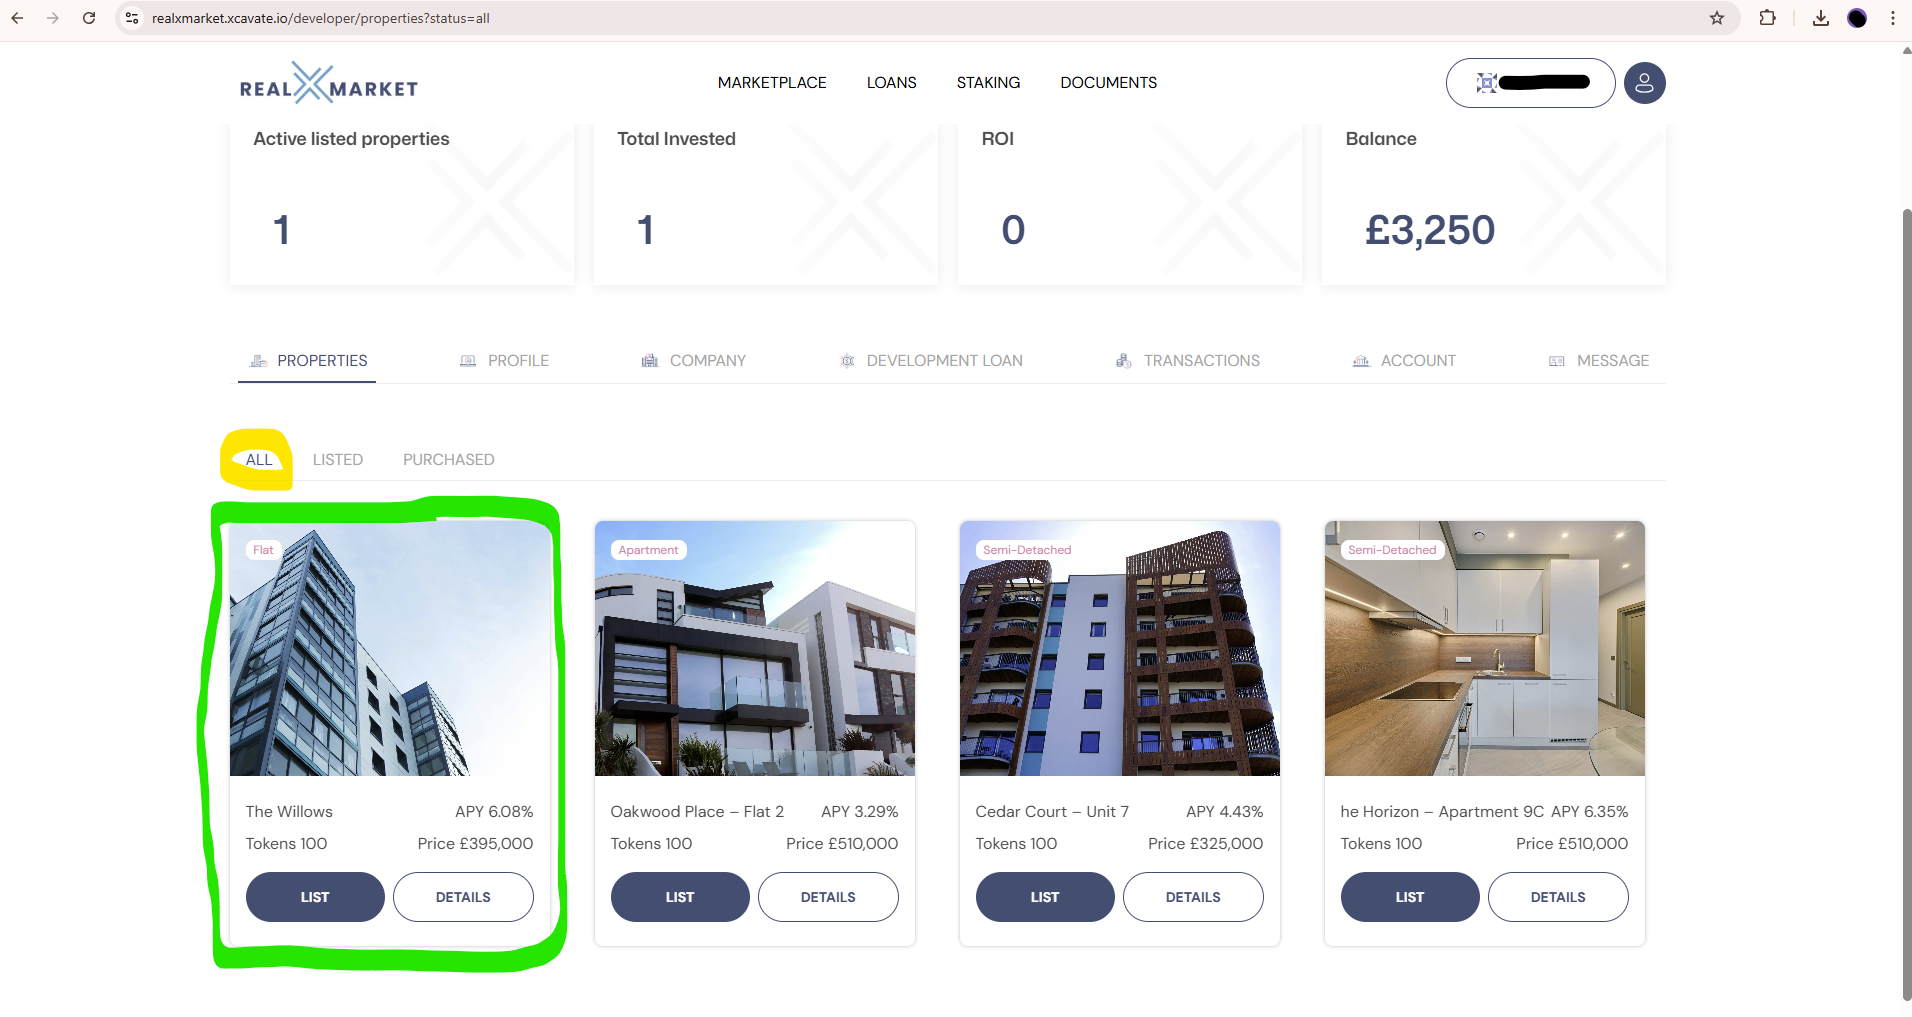 realxmarket.xcavate.io/developer/properties?status=all
REAL MARKET
MARKETPLACE LOANS STAKING DOCUMENTS
Active listed properties
1
Total Invested
1
ROI
0
Balance
£3,250
PROPERTIES PROFILE COMPANY DEVELOPMENT LOAN TRANSACTIONS ACCOUNT MESSAGE
ALL LISTED PURCHASED
Flat
The Willows APY 6.08%
Tokens 100 Price £395,000
LIST DETAILS
Apartment
Oakwood Place – Flat 2 APY 3.29%
Tokens 100 Price £510,000
LIST DETAILS
Semi-Detached
Cedar Court – Unit 7 APY 4.43%
Tokens 100 Price £325,000
LIST DETAILS
Semi-Detached
he Horizon – Apartment 9C APY 6.35%
Tokens 100 Price £510,000
LIST DETAILS